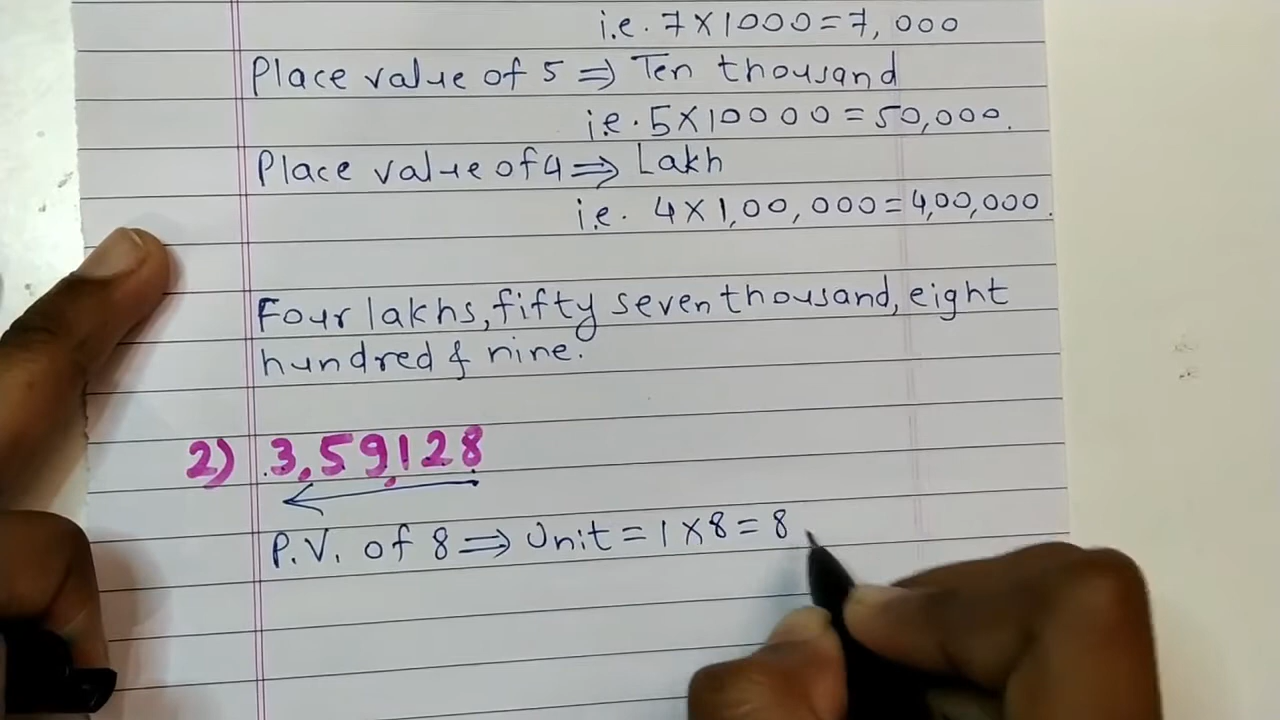 i.e. 7×1000=7,000
Place value of 5 ⇒ Ten thousand
i.e. 5×10000=50,000.
Place value of 4 ⇒ Lakh
i.e. 4×1,00,000=4,00,000.
Four lakhs, fifty seven thousand, eight
hundred & nine.
2) 3,59,128
P.V. of 8 ⇒ Unit = 1×8=8